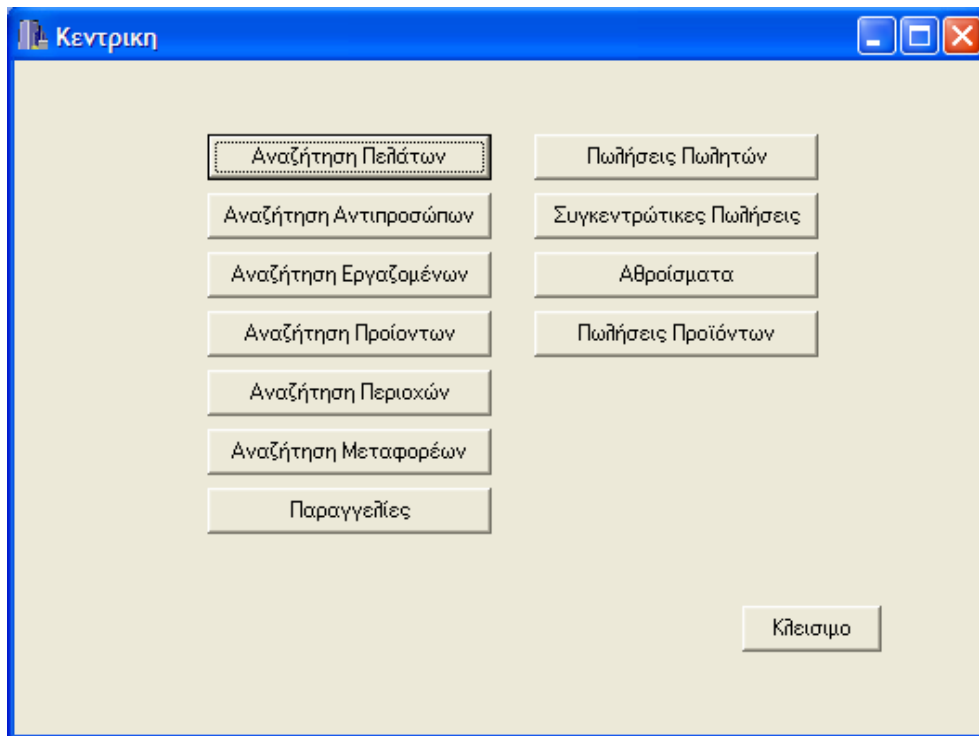 Κεντρικη
Αναζήτηση Πελάτων
Αναζήτηση Αντιπροσώπων
Αναζήτηση Εργαζομένων
Αναζήτηση Προίοντων
Αναζήτηση Περιοχών
Αναζήτηση Μεταφορέων
Παραγγελίες
Πωλήσεις Πωλητών
Συγκεντρώτικες Πωλήσεις
Αθροίσματα
Πωλήσεις Προϊόντων
Κλεισιμο